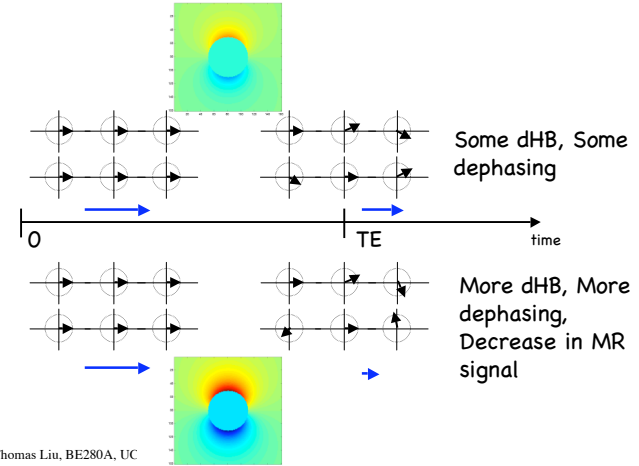 Some dHB, Some
dephasing
0
TE
time
More dHB, More
dephasing,
Decrease in MR
signal
homas Liu, BE280A, UC